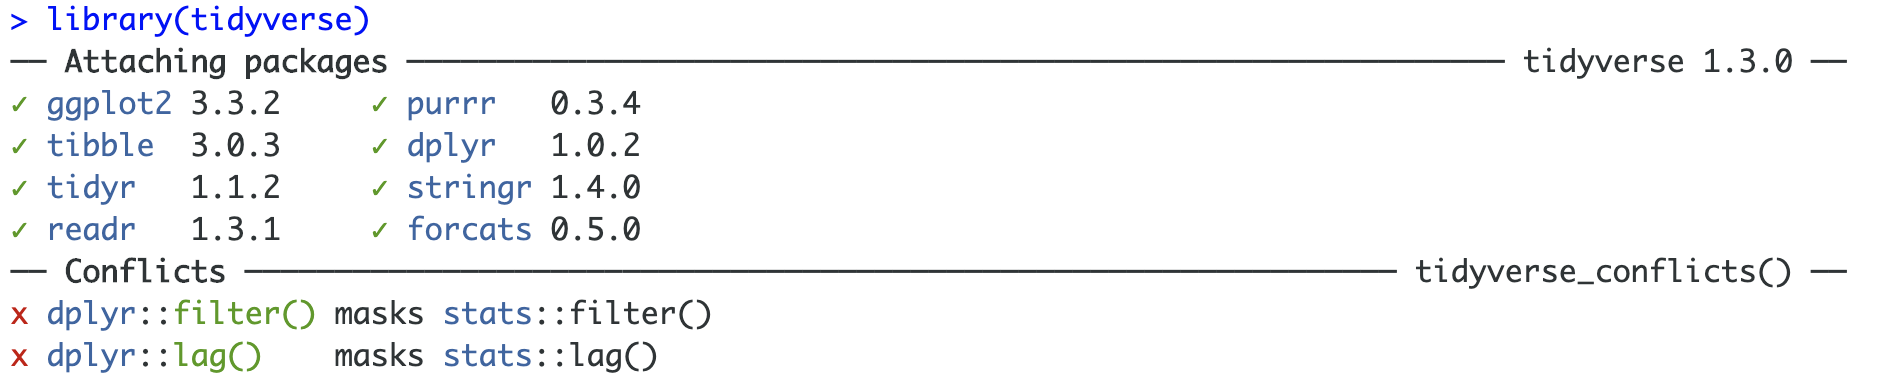 > library(tidyverse)
── Attaching packages ───────────────────────────────────────────────────────────── tidyverse 1.3.0 ──
✓ ggplot2 3.3.2     ✓ purrr   0.3.4
✓ tibble  3.0.3     ✓ dplyr   1.0.2
✓ tidyr   1.1.2     ✓ stringr 1.4.0
✓ readr   1.3.1     ✓ forcats 0.5.0
── Conflicts ──────────────────────────────────────────────────────────────── tidyverse_conflicts() ──
x dplyr::filter() masks stats::filter()
x dplyr::lag()    masks stats::lag()